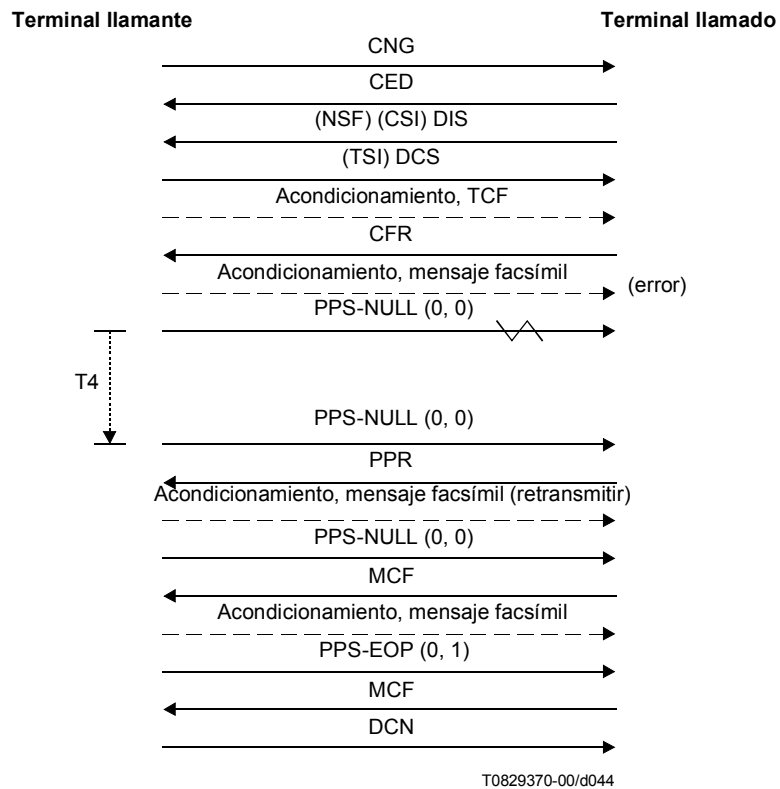 Terminal llamante
Terminal llamado
CNG
CED
(NSF) (CSI) DIS
(TSI) DCS
Acondicionamiento, TCF
CFR
Acondicionamiento, mensaje facsímil
(error)
PPS-NULL (0, 0)
T4
PPS-NULL (0, 0)
PPR
Acondicionamiento, mensaje facsímil (retransmitir)
PPS-NULL (0, 0)
MCF
Acondicionamiento, mensaje facsímil
PPS-EOP (0, 1)
MCF
DCN
T0829370-00/d044